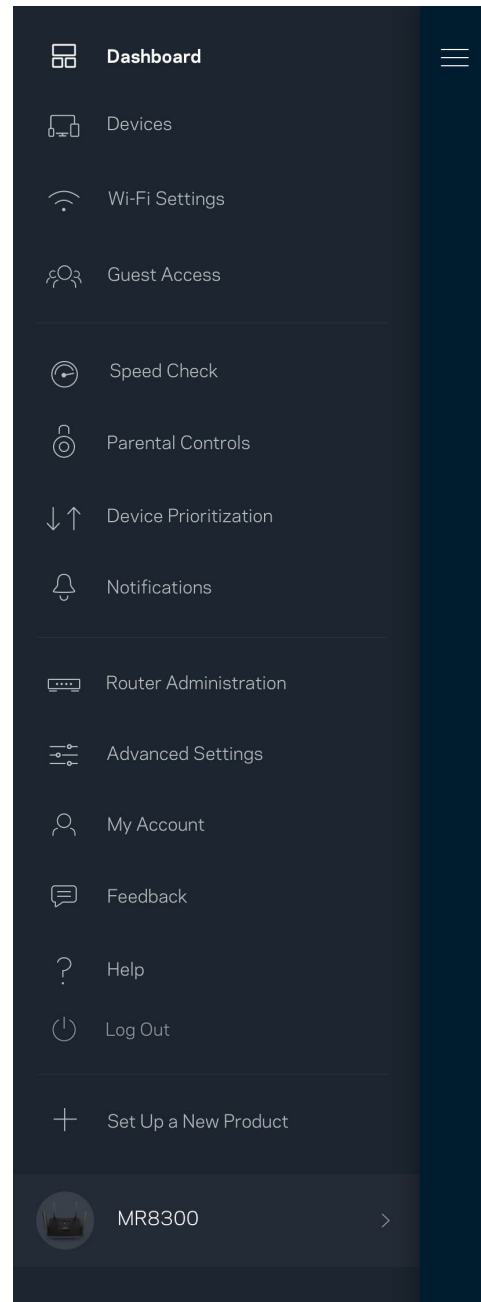 Dashboard
Devices
Wi-Fi Settings
Guest Access
Speed Check
Parental Controls
Device Prioritization
Notifications
Router Administration
Advanced Settings
My Account
Feedback
Help
Log Out
Set Up a New Product
MR8300